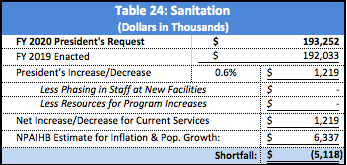 Table 24: Sanitation
(Dollars in Thousands)
FY 2020 President's Request $ 193,252
FY 2019 Enacted $ 192,033
President's Increase/Decrease 0.6% $ 1,219
Less Phasing in Staff at New Facilities $ -
Less Resources for Program Increases $ -
Net Increase/Decrease for Current Services $ 1,219
NPAIHB Estimate for Inflation & Pop. Growth: $ 6,337
Shortfall: $ (5,118)